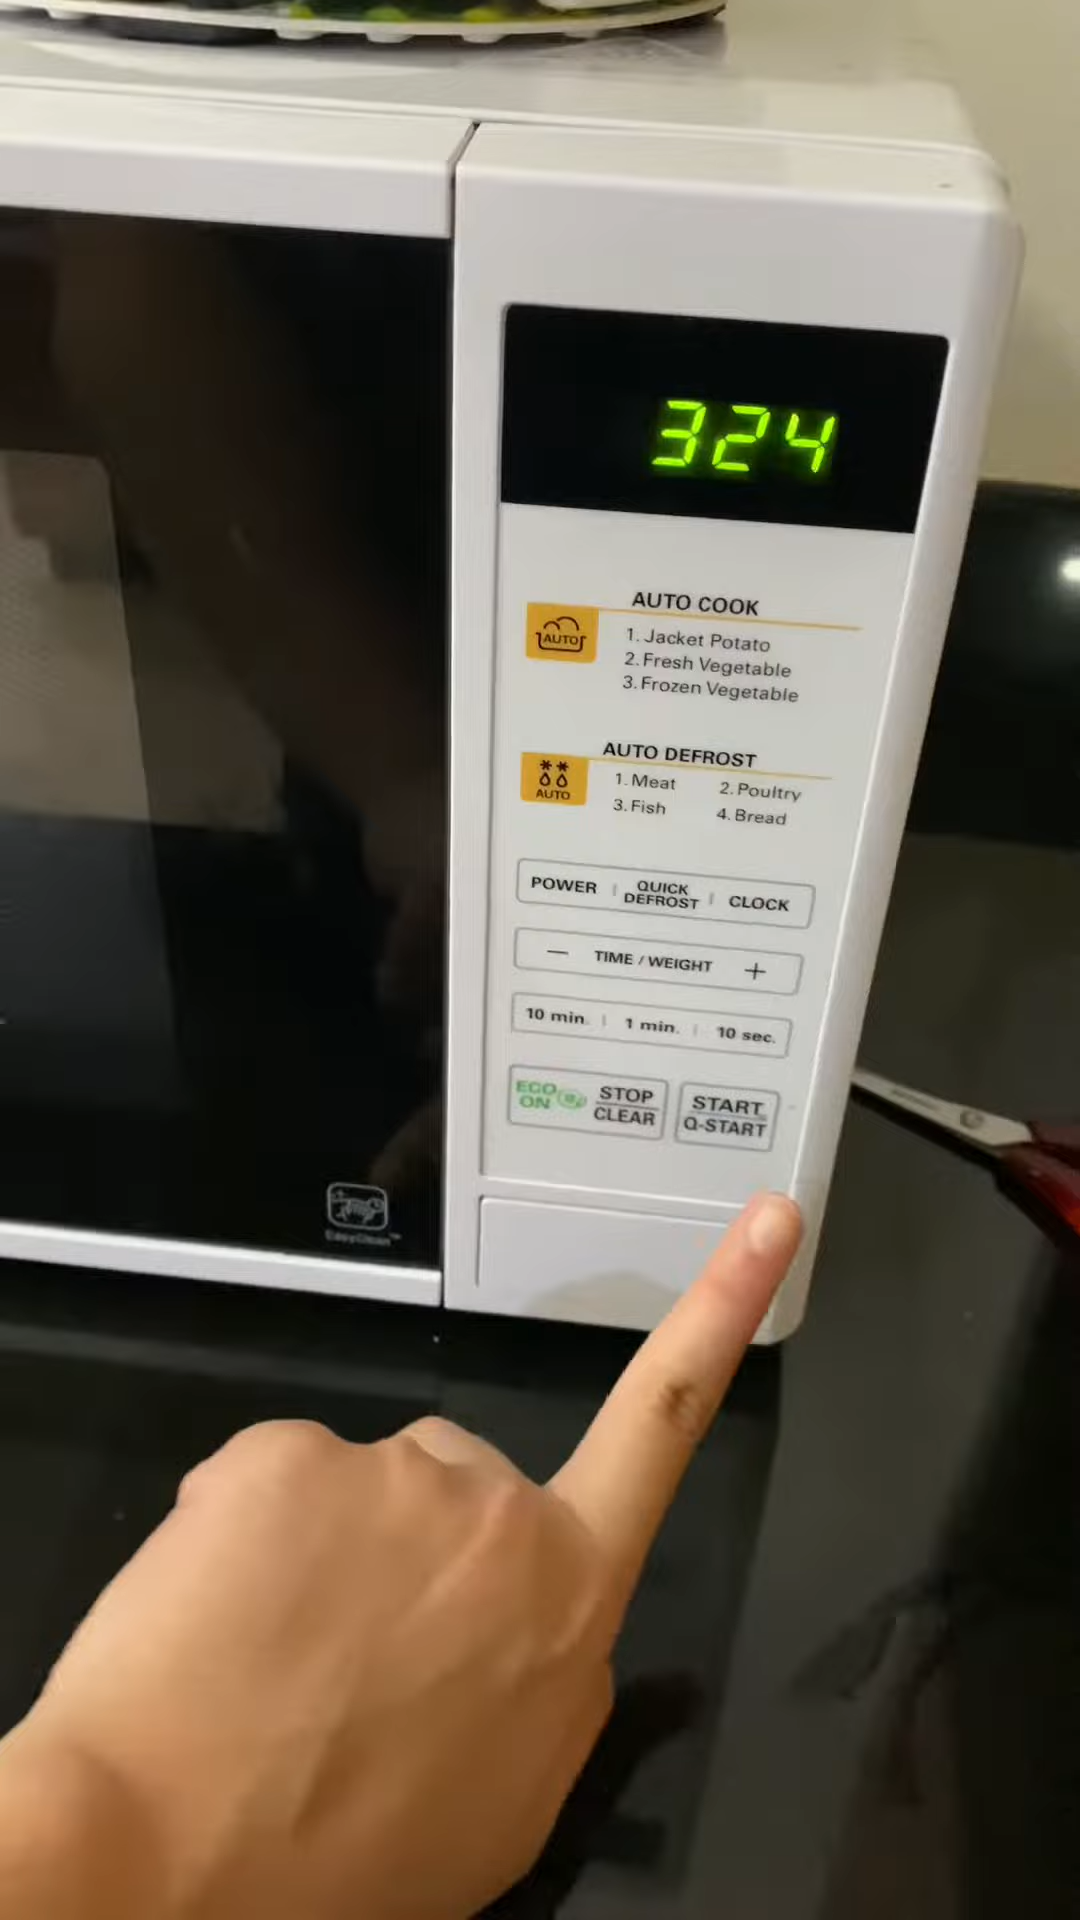 324
AUTO COOK
AUTO
1. Jacket Potato
2. Fresh Vegetable
3. Frozen Vegetable
AUTO DEFROST
AUTO
1. Meat 2. Poultry
3. Fish 4. Bread
POWER QUICK DEFROST CLOCK
− TIME / WEIGHT +
10 min. 1 min. 10 sec.
ECO ON STOP CLEAR START Q-START
EasyClean™